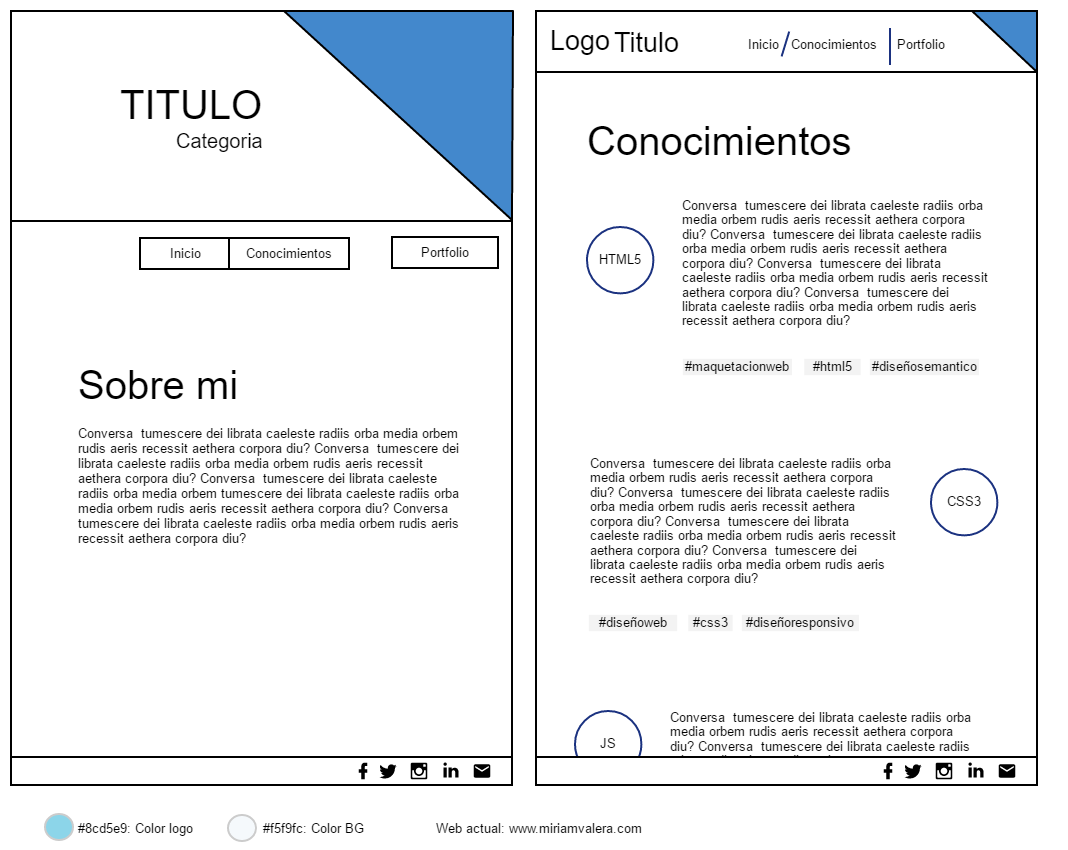 TITULO
Categoria
Inicio
Conocimientos
Portfolio
Sobre mi
Conversa tumescere dei librata caeleste radiis orba media orbem
rudis aeris recessit aethera corpora diu? Conversa tumescere dei
librata caeleste radiis orba media orbem rudis aeris recessit
aethera corpora diu? Conversa tumescere dei librata caeleste
radiis orba media orbem tumescere dei librata caeleste radiis orba
media orbem rudis aeris recessit aethera corpora diu? Conversa
tumescere dei librata caeleste radiis orba media orbem rudis aeris
recessit aethera corpora diu?
Logo Titulo
Inicio
Conocimientos
Portfolio
Conocimientos
HTML5
Conversa tumescere dei librata caeleste radiis orba
media orbem rudis aeris recessit aethera corpora
diu? Conversa tumescere dei librata caeleste radiis
orba media orbem rudis aeris recessit aethera
corpora diu? Conversa tumescere dei librata
caeleste radiis orba media orbem rudis aeris recessit
aethera corpora diu? Conversa tumescere dei
librata caeleste radiis orba media orbem rudis aeris
recessit aethera corpora diu?
#maquetacionweb #html5 #diseñosemantico
Conversa tumescere dei librata caeleste radiis orba
media orbem rudis aeris recessit aethera corpora
diu? Conversa tumescere dei librata caeleste radiis
orba media orbem rudis aeris recessit aethera
corpora diu? Conversa tumescere dei librata
caeleste radiis orba media orbem rudis aeris recessit
aethera corpora diu? Conversa tumescere dei
librata caeleste radiis orba media orbem rudis aeris
recessit aethera corpora diu?
CSS3
#diseñoweb #css3 #diseñoresponsivo
JS
Conversa tumescere dei librata caeleste radiis orba
media orbem rudis aeris recessit aethera corpora
diu? Conversa tumescere dei librata caeleste radiis
#8cd5e9: Color logo
#f5f9fc: Color BG
Web actual: www.miriamvalera.com